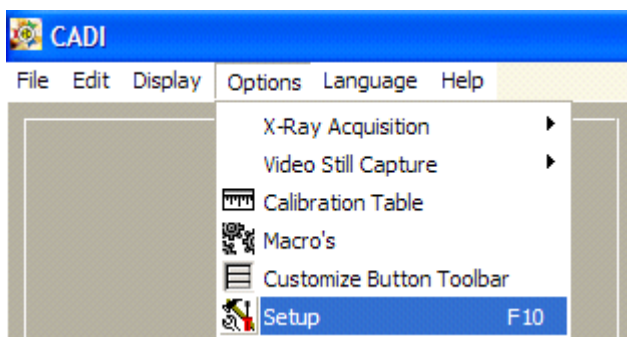 CADI
File Edit Display Options Language Help
X-Ray Acquisition
Video Still Capture
Calibration Table
Macro's
Customize Button Toolbar
Setup F10